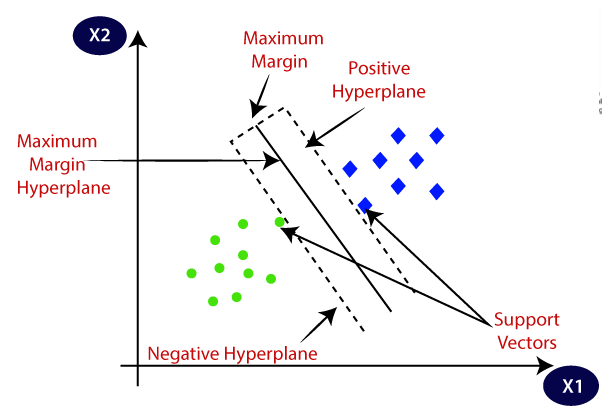 X2
Maximum
Margin
Positive
Hyperplane
Maximum
Margin
Hyperplane
Support
Vectors
Negative Hyperplane
X1